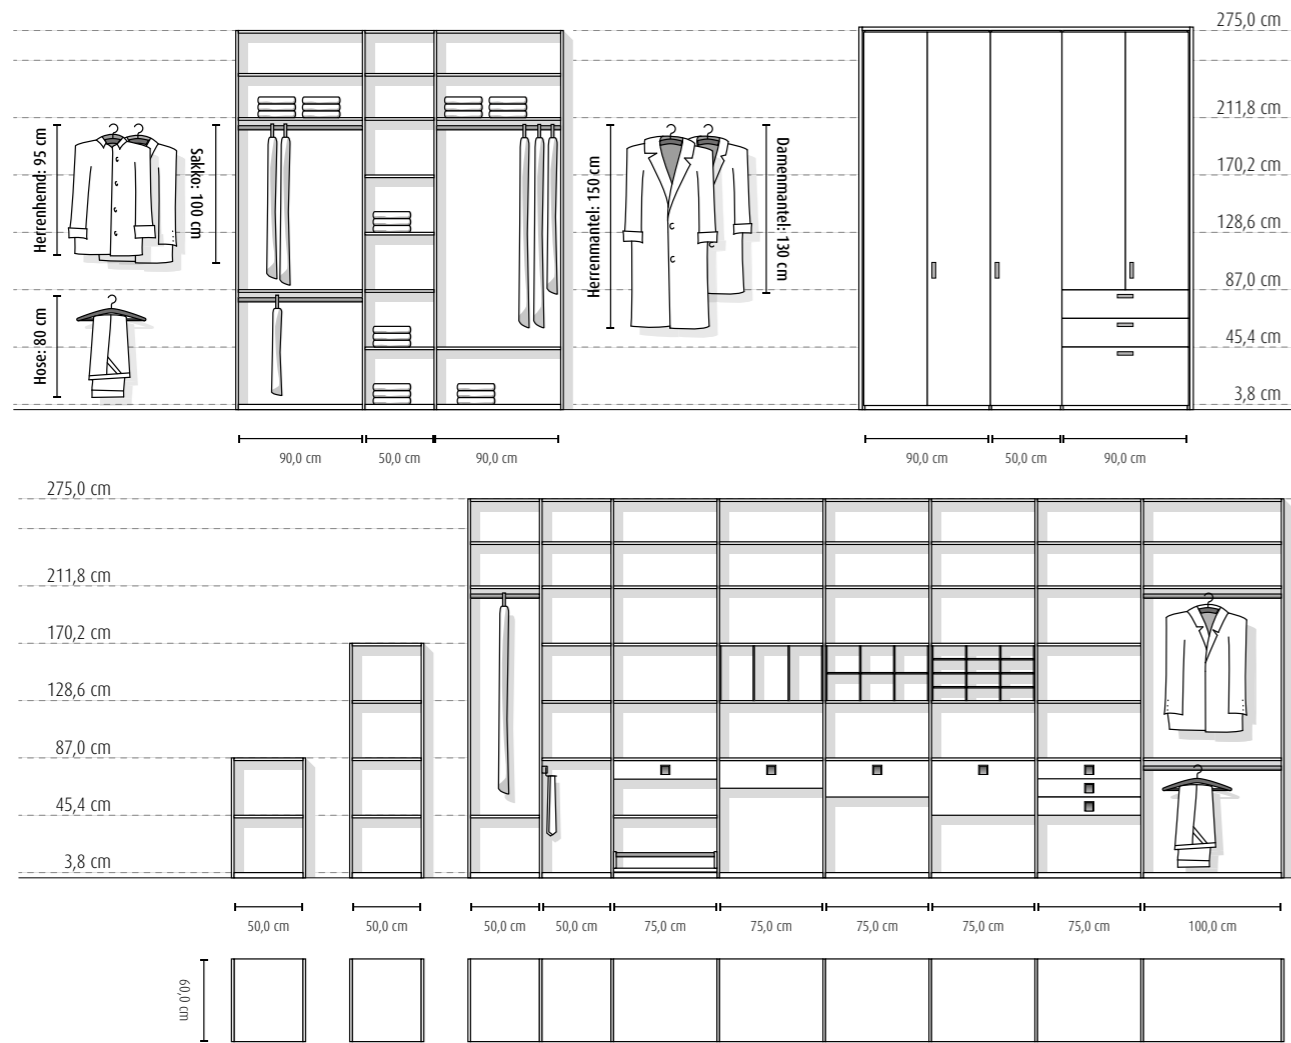 275,0 cm
211,8 cm
170,2 cm
128,6 cm
87,0 cm
45,4 cm
3,8 cm
Herrenhemd: 95 cm
Sakko: 100 cm
Hose: 80 cm
Herrenmantel: 150 cm
Damenmantel: 130 cm
90,0 cm 50,0 cm 90,0 cm
90,0 cm 50,0 cm 90,0 cm
275,0 cm
211,8 cm
170,2 cm
128,6 cm
87,0 cm
45,4 cm
3,8 cm
50,0 cm 50,0 cm 50,0 cm 50,0 cm 75,0 cm 75,0 cm 75,0 cm 75,0 cm 75,0 cm 100,0 cm
60,0 cm